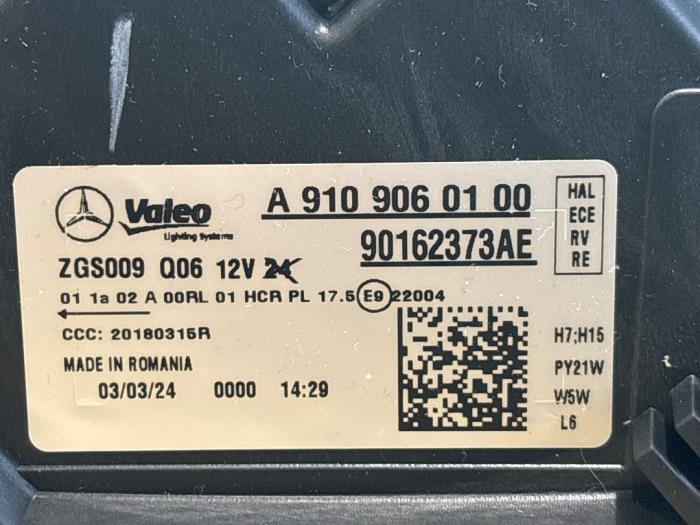 Valeo
Lighting Systems
A 910 906 01 00
90162373AE
HAL
ECE
RV
RE
ZGS009 Q06 12V 24
01 1a 02 A 00RL 01 HCR PL 17.5 E9 22004
CCC: 20180315R
MADE IN ROMANIA
03/03/24 0000 14:29
H7;H15
PY21W
W5W
L6